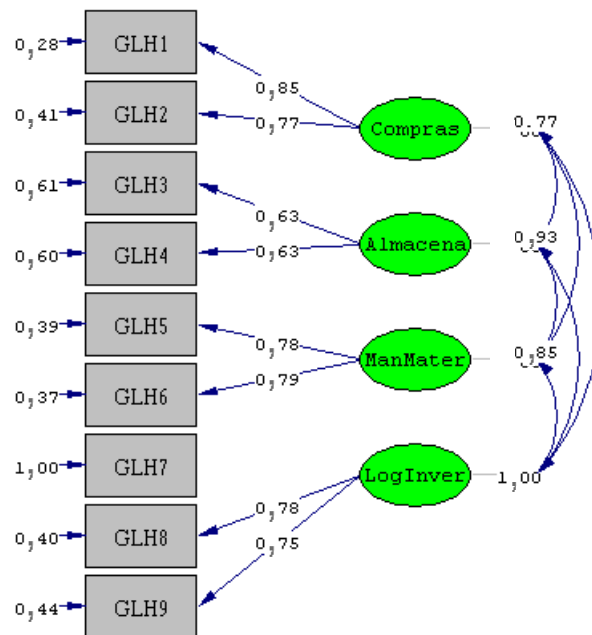 0,28 GLH1
0,85
0,41 GLH2
0,77 Compras 0,77
0,61 GLH3
0,63
0,60 GLH4
0,63 Almacena 0,93
0,39 GLH5
0,78
0,37 GLH6
0,79 ManMater 0,85
1,00 GLH7
LogInver 1,00
0,78
0,40 GLH8
0,75
0,44 GLH9